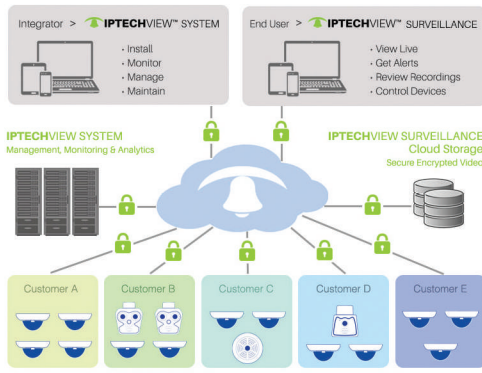 Integrator > IPTECHVIEW™ SYSTEM
• Install
• Monitor
• Manage
• Maintain
End User > IPTECHVIEW™ SURVEILLANCE
• View Live
• Get Alerts
• Review Recordings
• Control Devices
IPTECHVIEW SYSTEM
Management, Monitoring & Analytics
IPTECHVIEW SURVEILLANCE
Cloud Storage
Secure Encrypted Video
Customer A
Customer B
Customer C
Customer D
Customer E